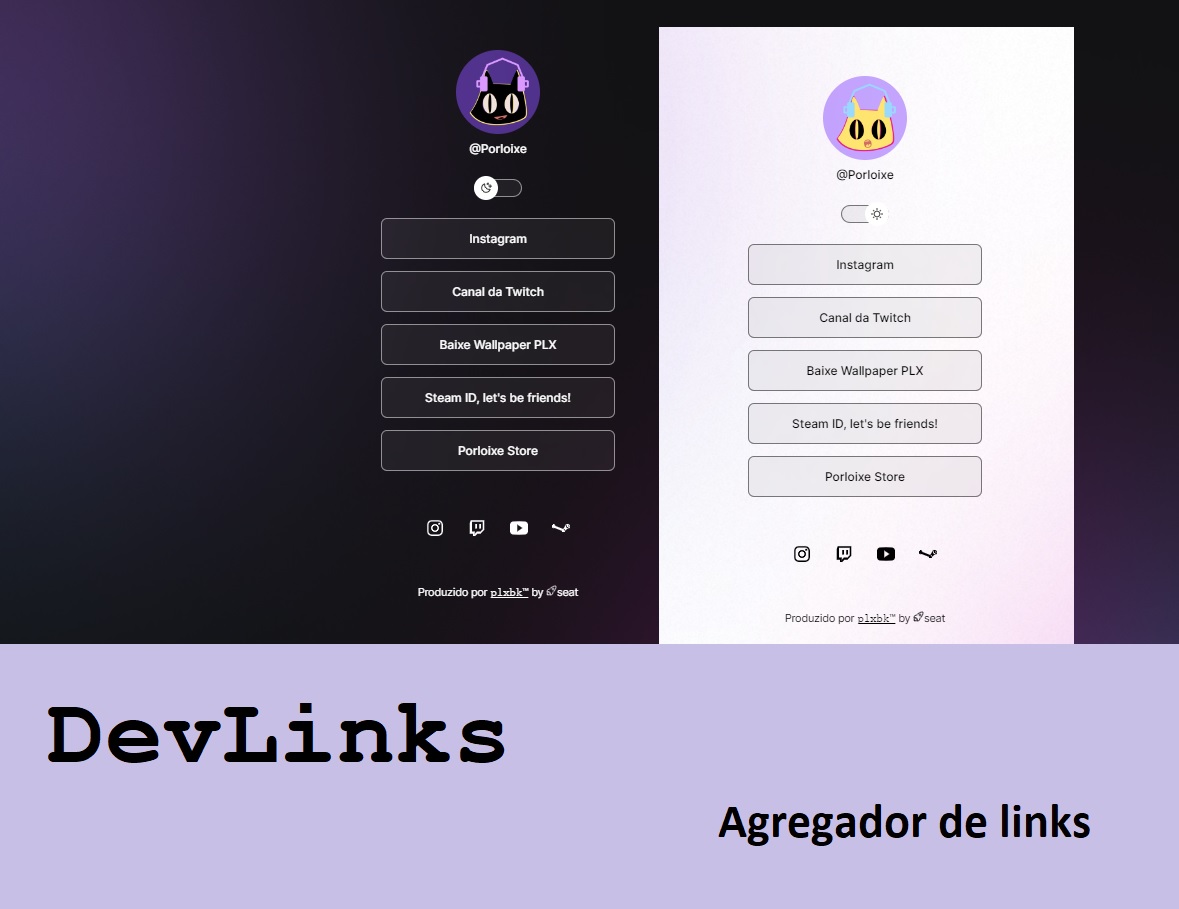 @Porloixe
Instagram
Canal da Twitch
Baixe Wallpaper PLX
Steam ID, let's be friends!
Porloixe Store
Produzido por plxbk™ by seat
@Porloixe
Instagram
Canal da Twitch
Baixe Wallpaper PLX
Steam ID, let's be friends!
Porloixe Store
Produzido por plxbk™ by seat
DevLinks
Agregador de links